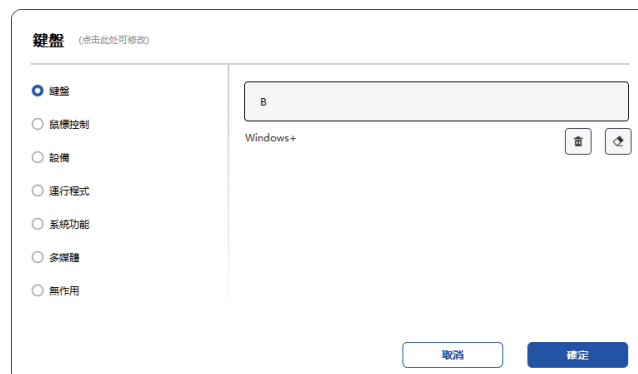 鍵盤 (点击此处可修改)
鍵盤
鼠標控制
設備
運行程式
系統功能
多媒體
無作用
B
Windows+
取消
確定